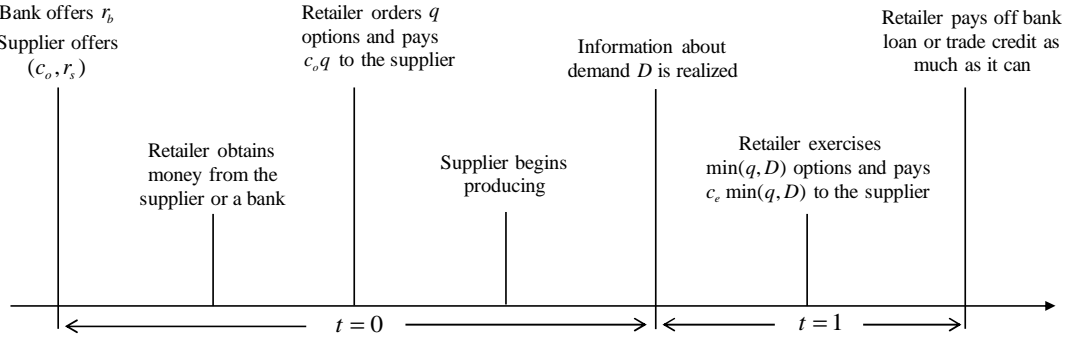 Bank offers r_b
Supplier offers
(c_o, r_s)
Retailer obtains
money from the
supplier or a bank
Retailer orders q
options and pays
c_o q to the supplier
Supplier begins
producing
Information about
demand D is realized
Retailer exercises
min(q, D) options and pays
c_e min(q, D) to the supplier
Retailer pays off bank
loan or trade credit as
much as it can
t = 0
t = 1